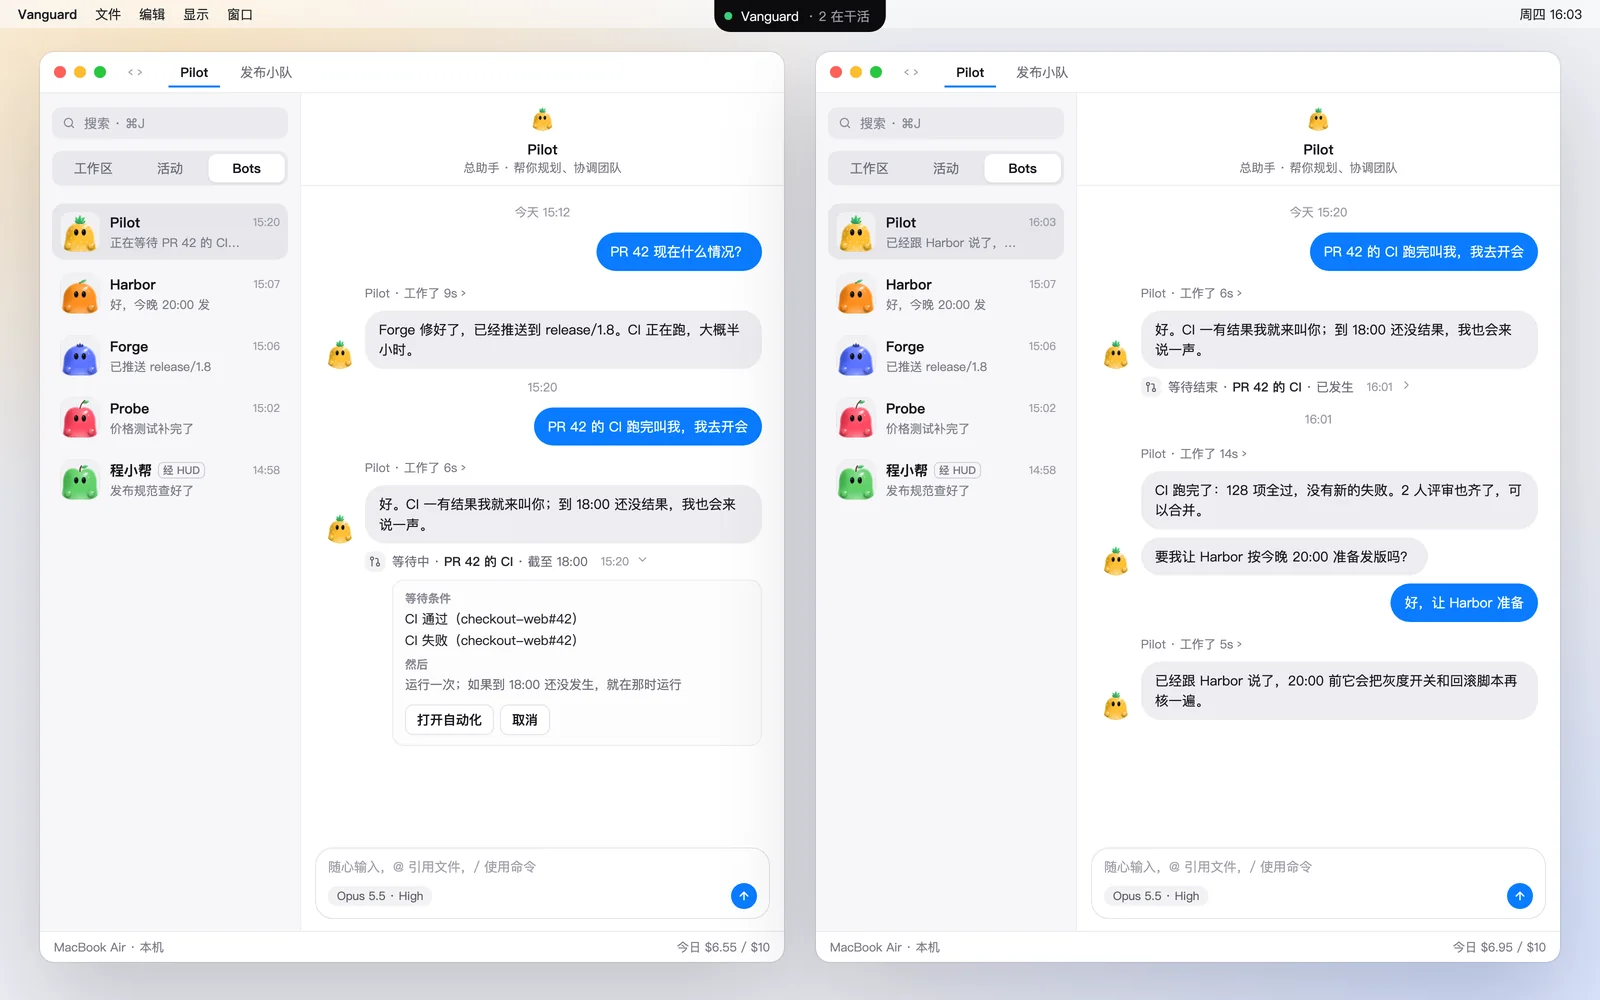 Vanguard 文件 编辑 显示 窗口
Vanguard · 2 在干活
周四 16:03
Pilot 发布小队
搜索 · ⌘J
工作区 活动 Bots
Pilot 15:20
正在等待 PR 42 的 CI...
Harbor 15:07
好，今晚 20:00 发
Forge 15:06
已推送 release/1.8
Probe 15:02
价格测试补完了
程小帮 经 HUD 14:58
发布规范查好了
Pilot
总助手 · 帮你规划、协调团队
今天 15:12
PR 42 现在什么情况？
Pilot · 工作了 9s ›
Forge 修好了，已经推送到 release/1.8。CI 正在跑，大概半
小时。
15:20
PR 42 的 CI 跑完叫我，我去开会
Pilot · 工作了 6s ›
好。CI 一有结果我就来叫你；到 18:00 还没结果，我也会来
说一声。
等待中 · PR 42 的 CI · 截至 18:00 15:20
等待条件
CI 通过（checkout-web#42）
CI 失败（checkout-web#42）
然后
运行一次；如果到 18:00 还没发生，就在那时运行
打开自动化 取消
随心输入，@ 引用文件，/ 使用命令
Opus 5.5 · High
MacBook Air · 本机
今日 $6.55 / $10
Pilot 发布小队
搜索 · ⌘J
工作区 活动 Bots
Pilot 16:03
已经跟 Harbor 说了，...
Harbor 15:07
好，今晚 20:00 发
Forge 15:06
已推送 release/1.8
Probe 15:02
价格测试补完了
程小帮 经 HUD 14:58
发布规范查好了
Pilot
总助手 · 帮你规划、协调团队
今天 15:20
PR 42 的 CI 跑完叫我，我去开会
Pilot · 工作了 6s ›
好。CI 一有结果我就来叫你；到 18:00 还没结果，我也会来
说一声。
等待结束 · PR 42 的 CI · 已发生 16:01 ›
16:01
Pilot · 工作了 14s ›
CI 跑完了：128 项全过，没有新的失败。2 人评审也齐了，可
以合并。
要我让 Harbor 按今晚 20:00 准备发版吗？
好，让 Harbor 准备
Pilot · 工作了 5s ›
已经跟 Harbor 说了，20:00 前它会把灰度开关和回滚脚本再
核一遍。
随心输入，@ 引用文件，/ 使用命令
Opus 5.5 · High
MacBook Air · 本机
今日 $6.95 / $10